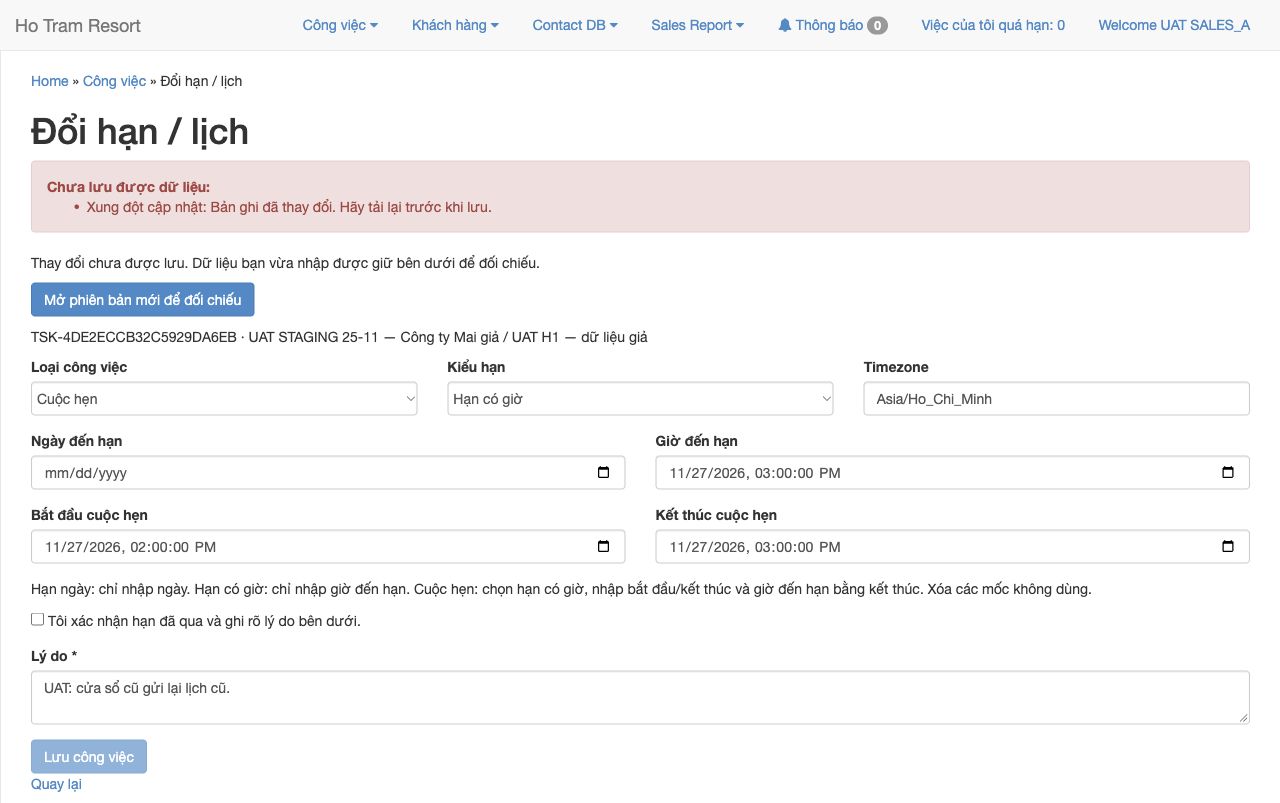 Ho Tram Resort Công việc Khách hàng Contact DB Sales Report Thông báo 0 Việc của tôi quá hạn: 0 Welcome UAT SALES_A
Home » Công việc » Đổi hạn / lịch
Đổi hạn / lịch
Chưa lưu được dữ liệu:
• Xung đột cập nhật: Bản ghi đã thay đổi. Hãy tải lại trước khi lưu.
Thay đổi chưa được lưu. Dữ liệu bạn vừa nhập được giữ bên dưới để đối chiếu.
Mở phiên bản mới để đối chiếu
TSK-4DE2ECCB32C5929DA6EB · UAT STAGING 25-11 — Công ty Mai giả / UAT H1 — dữ liệu giả
Loại công việc Kiểu hạn Timezone
Cuộc hẹn Hạn có giờ Asia/Ho_Chi_Minh
Ngày đến hạn Giờ đến hạn
mm/dd/yyyy 11/27/2026, 03:00:00 PM
Bắt đầu cuộc hẹn Kết thúc cuộc hẹn
11/27/2026, 02:00:00 PM 11/27/2026, 03:00:00 PM
Hạn ngày: chỉ nhập ngày. Hạn có giờ: chỉ nhập giờ đến hạn. Cuộc hẹn: chọn hạn có giờ, nhập bắt đầu/kết thúc và giờ đến hạn bằng kết thúc. Xóa các mốc không dùng.
Tôi xác nhận hạn đã qua và ghi rõ lý do bên dưới.
Lý do *
UAT: cửa sổ cũ gửi lại lịch cũ.
Lưu công việc
Quay lại